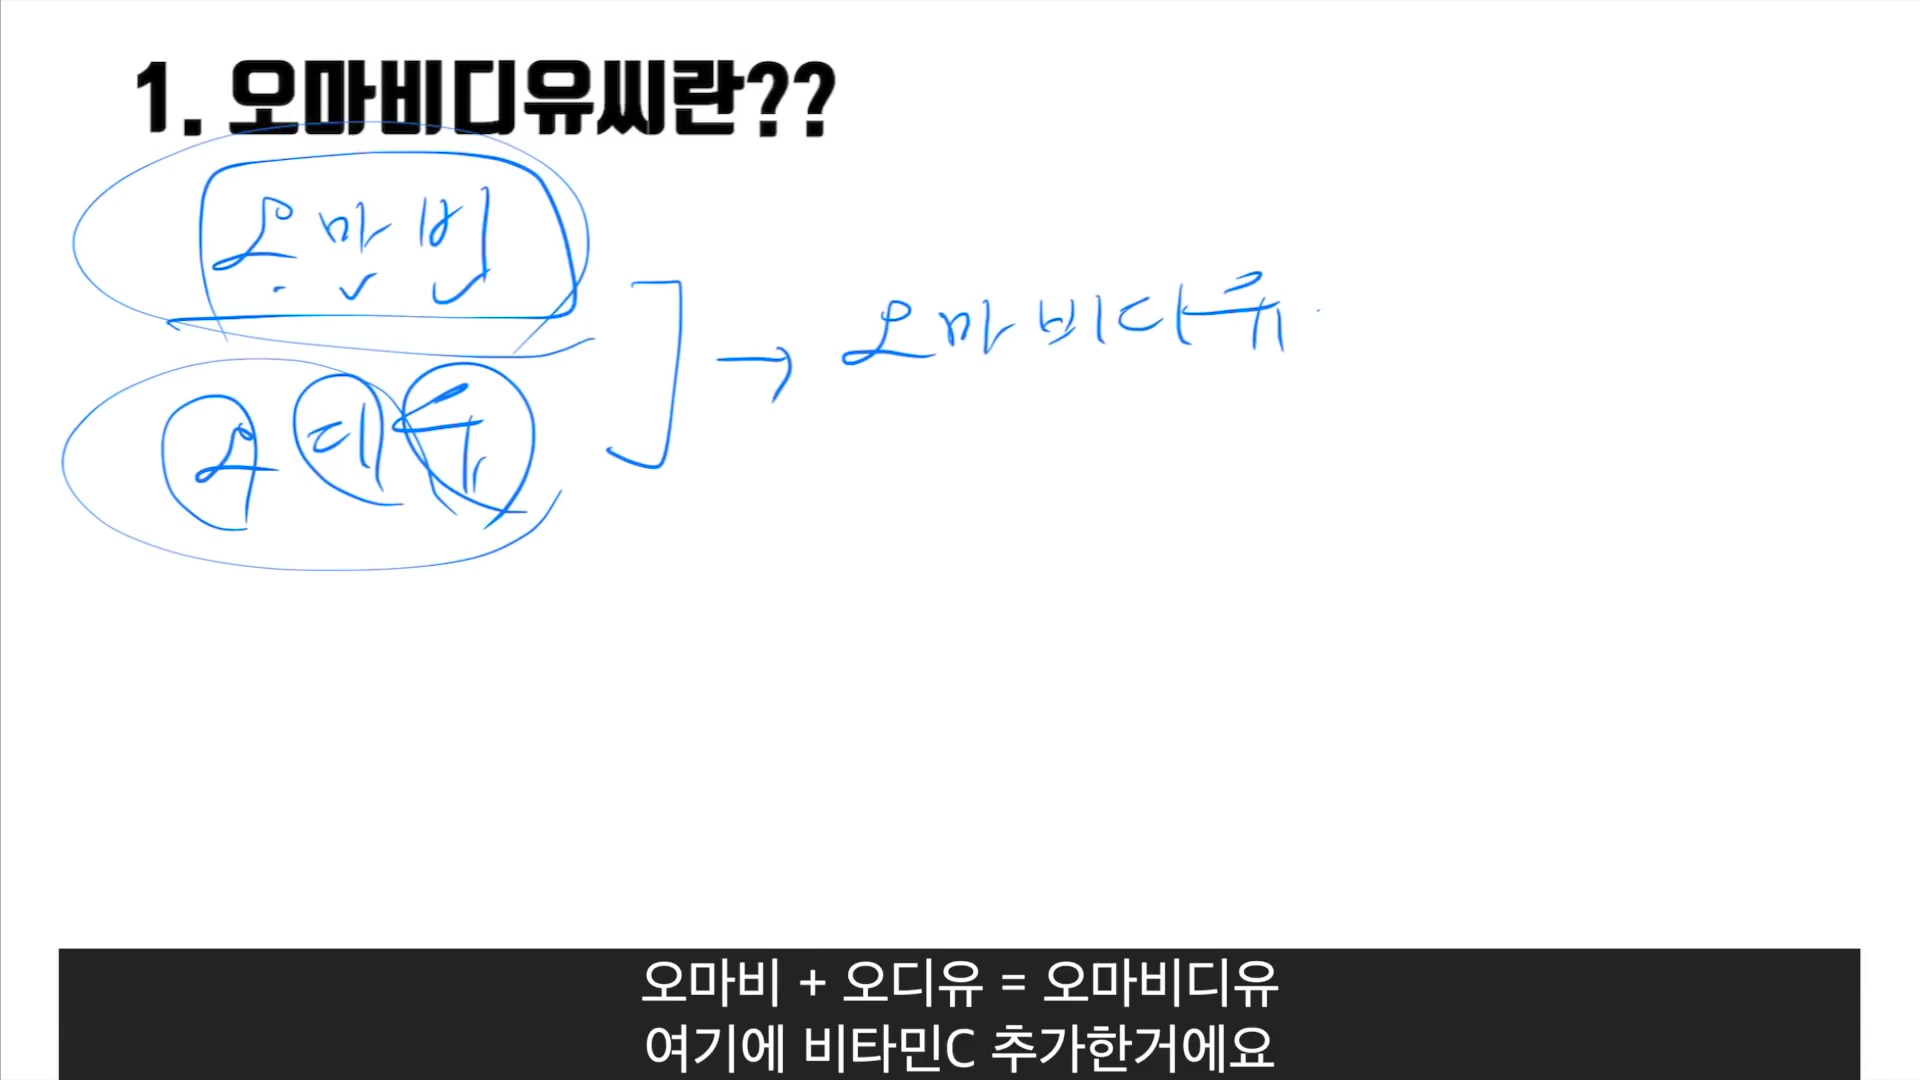 1. 오마비디유씨란??
오마비
오디유
→ 오마비디유
오마비 + 오디유 = 오마비디유
여기에 비타민C 추가한거에요